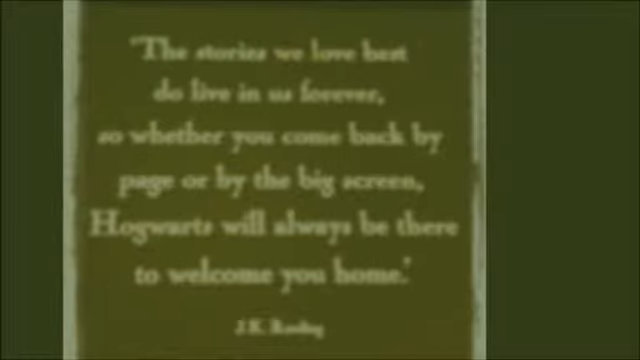 'The stories we love best
do live in us forever,
so whether you come back by
page or by the big screen,
Hogwarts will always be there
to welcome you home.'
J.K. Rowling